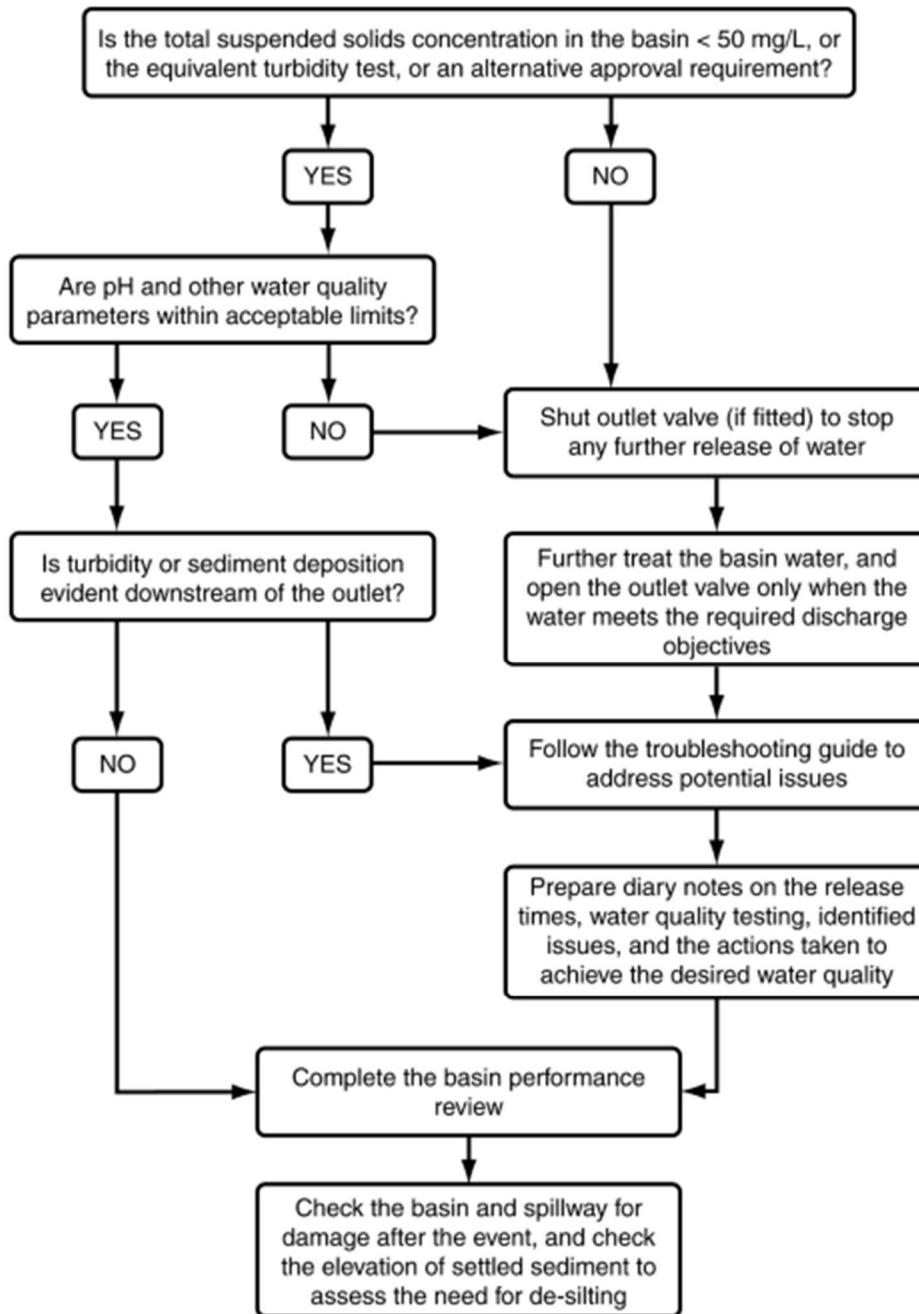 Is the total suspended solids concentration in the basin < 50 mg/L, or
the equivalent turbidity test, or an alternative approval requirement?
YES
NO
Are pH and other water quality
parameters within acceptable limits?
YES
NO
Shut outlet valve (if fitted) to stop
any further release of water
Is turbidity or sediment deposition
evident downstream of the outlet?
Further treat the basin water, and
open the outlet valve only when the
water meets the required discharge
objectives
NO
YES
Follow the troubleshooting guide to
address potential issues
Prepare diary notes on the release
times, water quality testing, identified
issues, and the actions taken to
achieve the desired water quality
Complete the basin performance
review
Check the basin and spillway for
damage after the event, and check
the elevation of settled sediment to
assess the need for de-silting